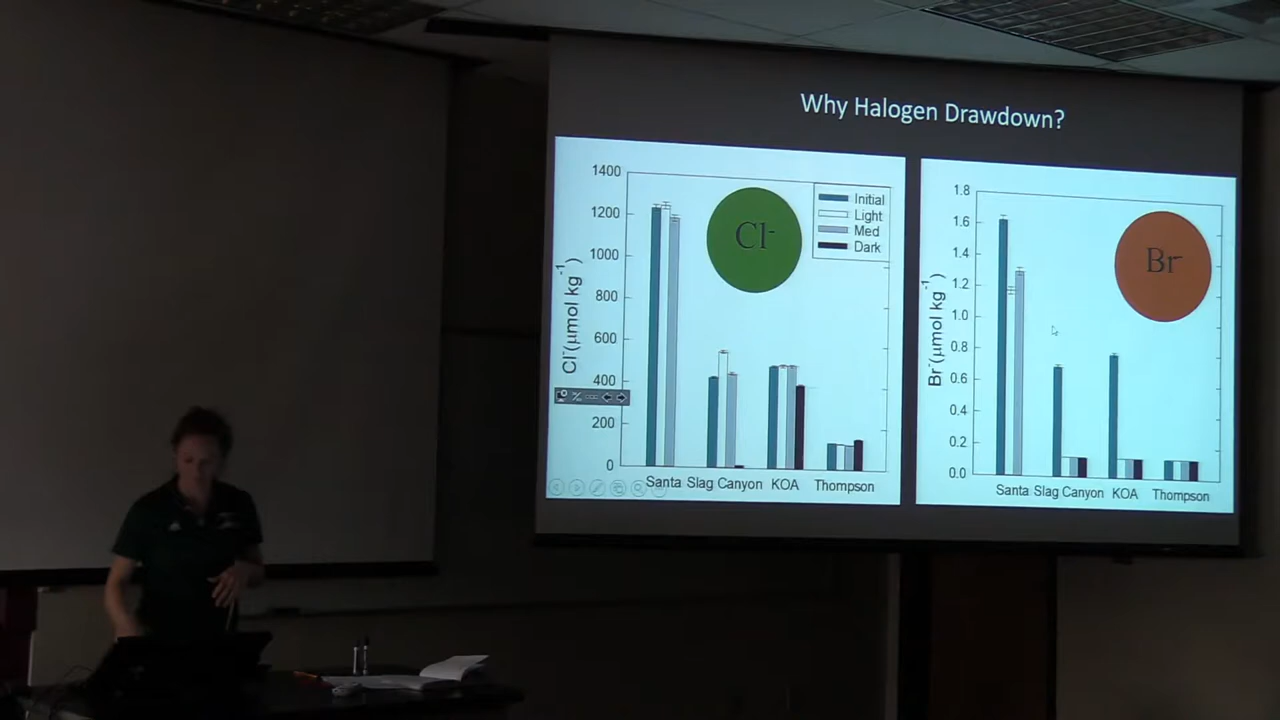 Why Halogen Drawdown?
1400
1200
1000
800
600
400
200
0
Cl⁻(μmol kg⁻¹)
Cl⁻
Initial
Light
Med
Dark
Santa Slag Canyon KOA Thompson
1.8
1.6
1.4
1.2
1.0
0.8
0.6
0.4
0.2
0.0
Br⁻(μmol kg⁻¹)
Br⁻
Santa Slag Canyon KOA Thompson